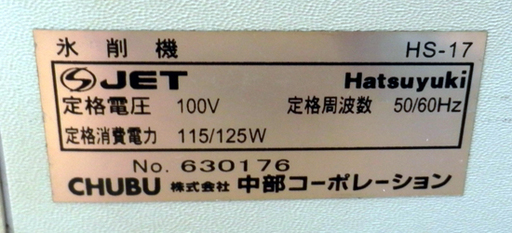 氷削機 HS-17
JET Hatsuyuki
定格電圧 100V 定格周波数 50/60Hz
定格消費電力 115/125W
No. 630176
CHUBU 株式会社 中部コーポレーション